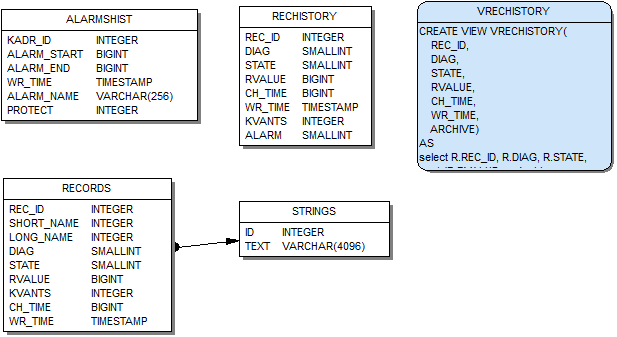 ALARMSHIST
KADR_ID INTEGER
ALARM_START BIGINT
ALARM_END BIGINT
WR_TIME TIMESTAMP
ALARM_NAME VARCHAR(256)
PROTECT INTEGER
RECHISTORY
REC_ID INTEGER
DIAG SMALLINT
STATE SMALLINT
RVALUE BIGINT
CH_TIME BIGINT
WR_TIME TIMESTAMP
KVANTS INTEGER
ALARM SMALLINT
VRECHISTORY
CREATE VIEW VRECHISTORY(
REC_ID,
DIAG,
STATE,
RVALUE,
CH_TIME,
WR_TIME,
ARCHIVE)
AS
select R.REC_ID, R.DIAG, R.STATE,
RECORDS
REC_ID INTEGER
SHORT_NAME INTEGER
LONG_NAME INTEGER
DIAG SMALLINT
STATE SMALLINT
RVALUE BIGINT
KVANTS INTEGER
CH_TIME BIGINT
WR_TIME TIMESTAMP
STRINGS
ID INTEGER
TEXT VARCHAR(4096)